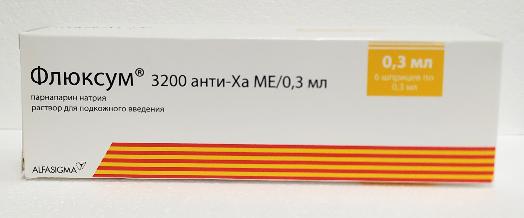 Флюксум® 3200 анти-Ха МЕ/0,3 мл
парнапарин натрия
раствор для подкожного введения
0,3 мл
6 шприцев по
0,3 мл
ALFASIGMA